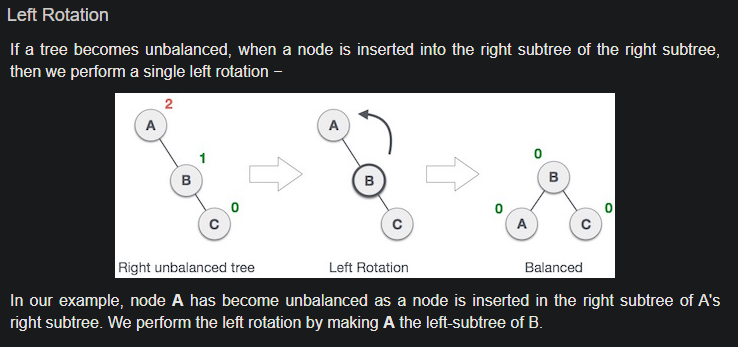 Left Rotation
If a tree becomes unbalanced, when a node is inserted into the right subtree of the right subtree,
then we perform a single left rotation –
2
A
1
B
0
C
Right unbalanced tree
A
B
C
Left Rotation
0
B
0
A
0
C
Balanced
In our example, node A has become unbalanced as a node is inserted in the right subtree of A's
right subtree. We perform the left rotation by making A the left-subtree of B.